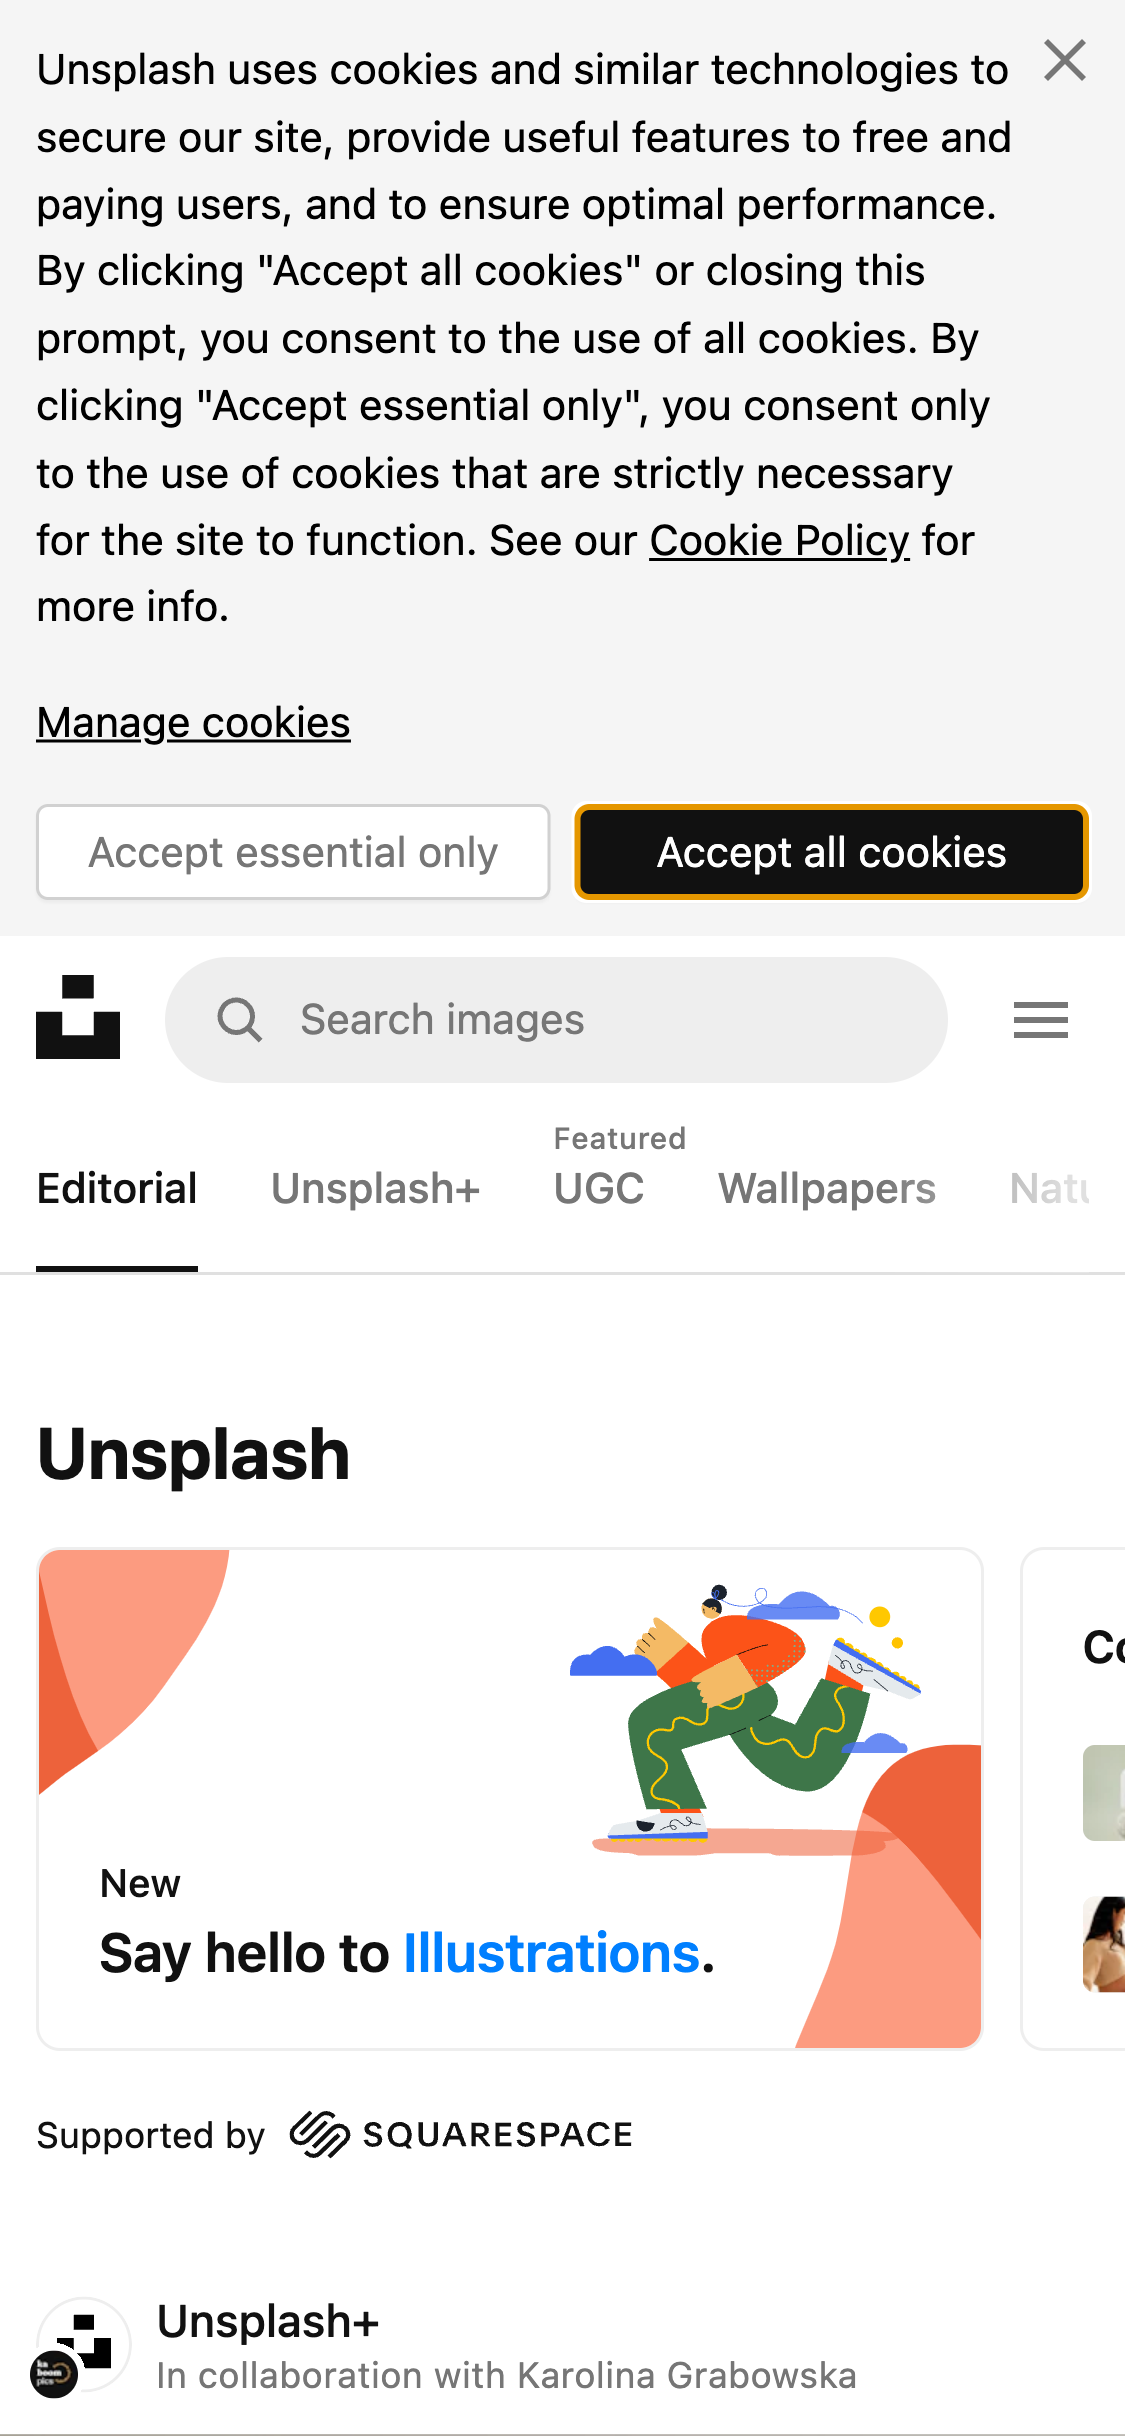 Unsplash uses cookies and similar technologies to
secure our site, provide useful features to free and
paying users, and to ensure optimal performance.
By clicking "Accept all cookies" or closing this
prompt, you consent to the use of all cookies. By
clicking "Accept essential only", you consent only
to the use of cookies that are strictly necessary
for the site to function. See our Cookie Policy for
more info.
Manage cookies
Accept essential only
Accept all cookies
Search images
Featured
Editorial Unsplash+ UGC Wallpapers Natu
Unsplash
New
Say hello to Illustrations.
Co
Supported by SQUARESPACE
Unsplash+
In collaboration with Karolina Grabowska
ka
boom
pics